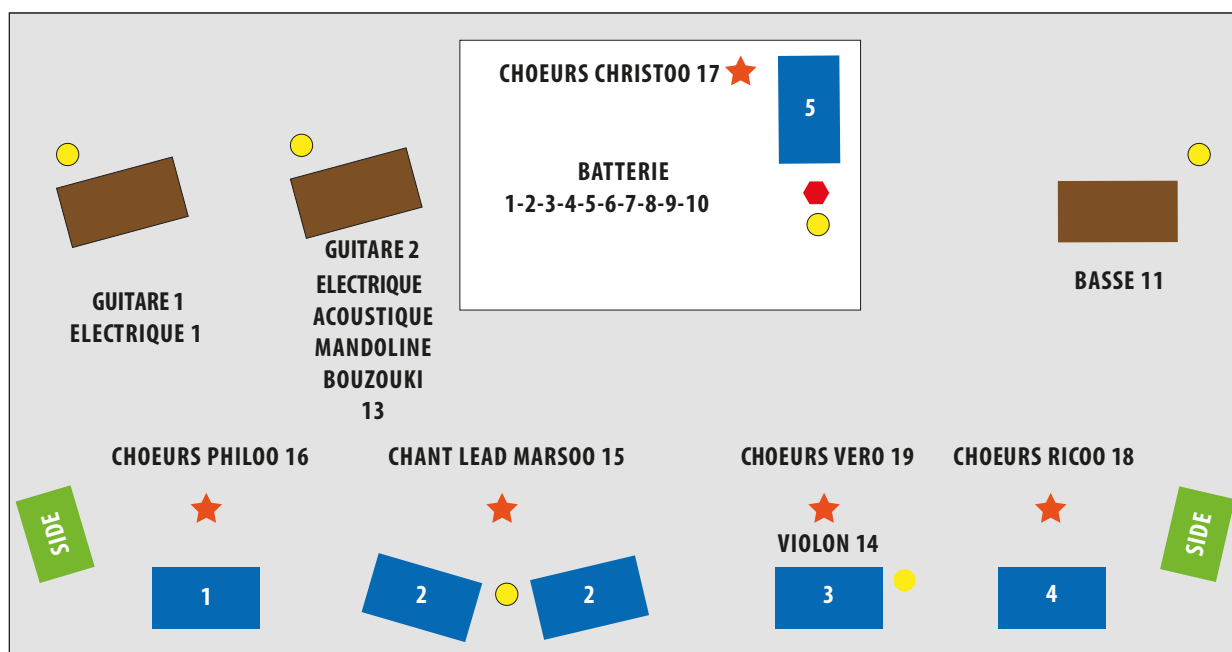 CHOEURS CHRISTOO 17
5
BATTERIE
1-2-3-4-5-6-7-8-9-10
GUITARE 1
ELECTRIQUE 1
GUITARE 2
ELECTRIQUE
ACOUSTIQUE
MANDOLINE
BOUZOUKI
13
BASSE 11
CHOEURS PHILOO 16
CHANT LEAD MARSOO 15
CHOEURS VERO 19
CHOEURS RICOO 18
SIDE
VIOLON 14
SIDE
1
2
2
3
4